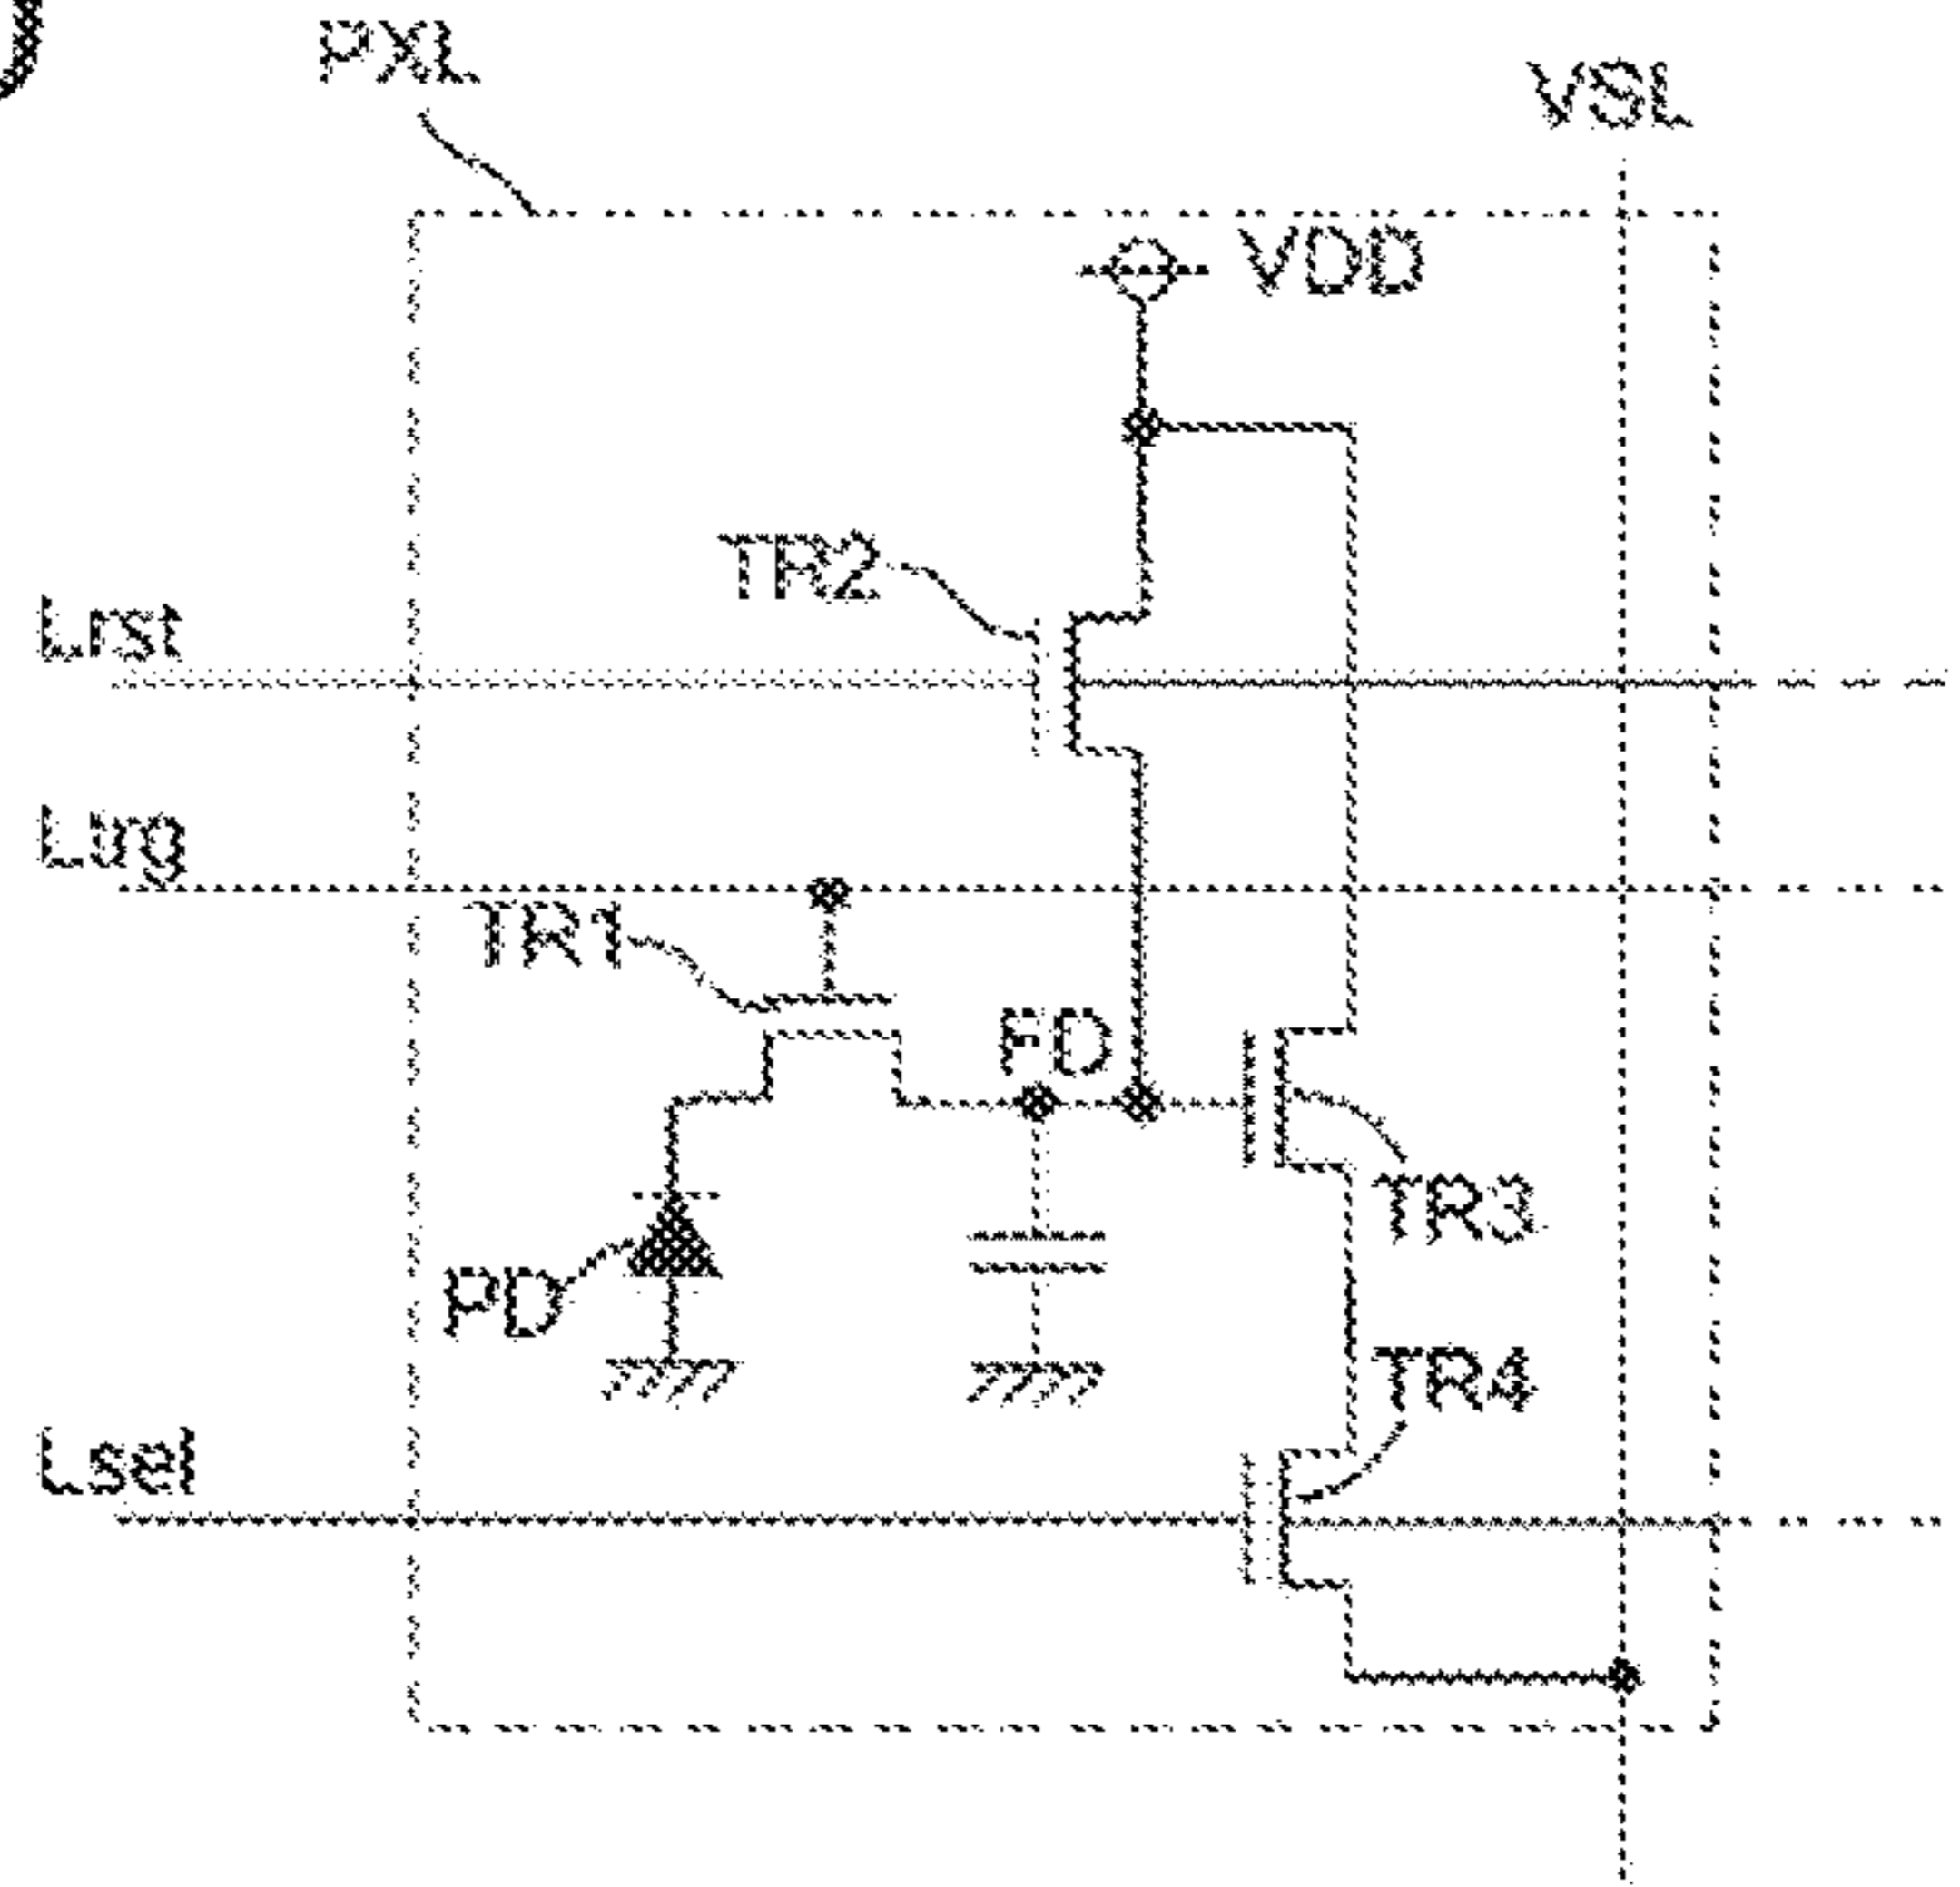 PXL
VSL
VDD
TR2
Lrst
Ltrg
TR1
FD
TR3
PD
TR4
Lsel